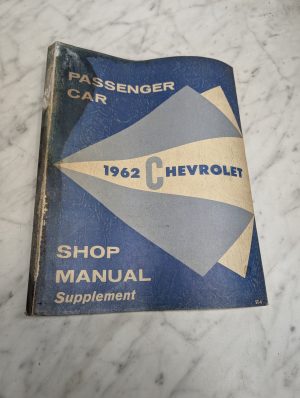 PASSENGER
CAR
1962 CHEVROLET
SHOP
MANUAL
Supplement